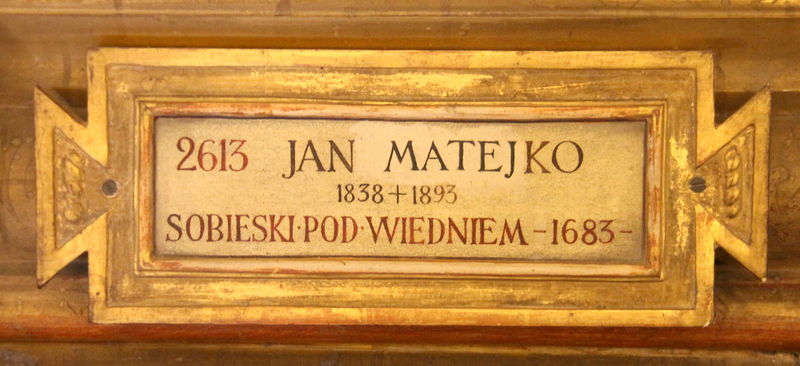 2613 JAN MATEJKO
1838+1893
SOBIESKI·POD·WIEDNIEM-1683-